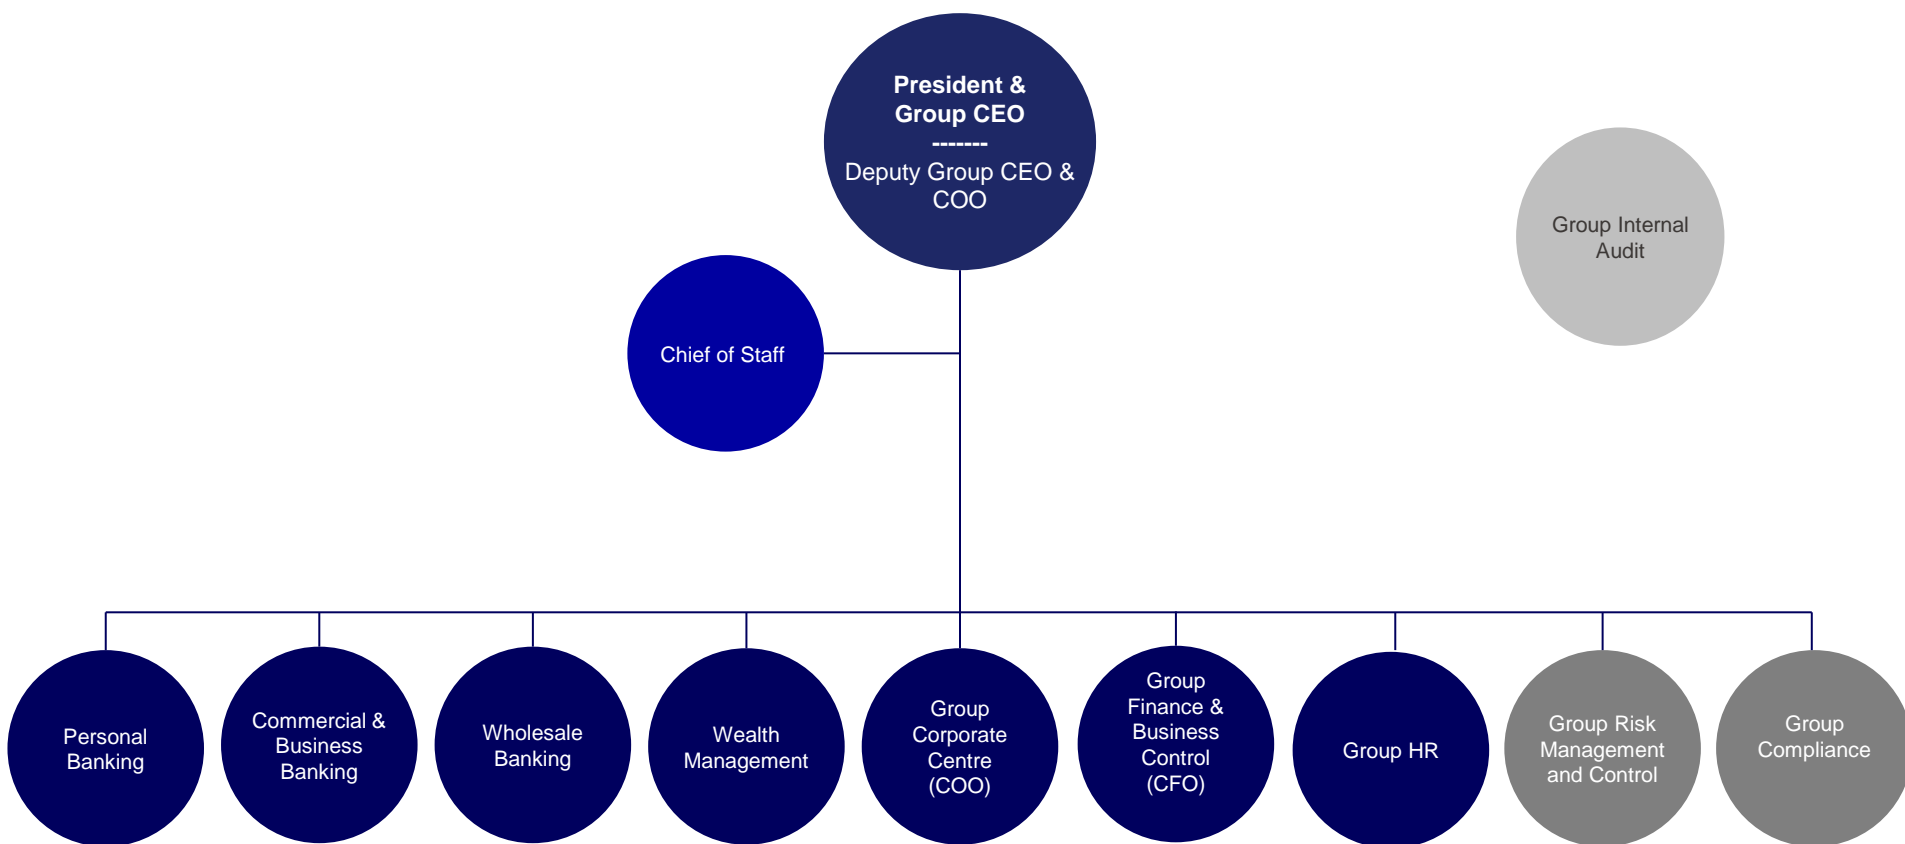 President &
Group CEO
-------
Deputy Group CEO &
COO
Group Internal
Audit
Chief of Staff
Personal
Banking
Commercial &
Business
Banking
Wholesale
Banking
Wealth
Management
Group
Corporate
Centre
(COO)
Group
Finance &
Business
Control
(CFO)
Group HR
Group Risk
Management
and Control
Group
Compliance